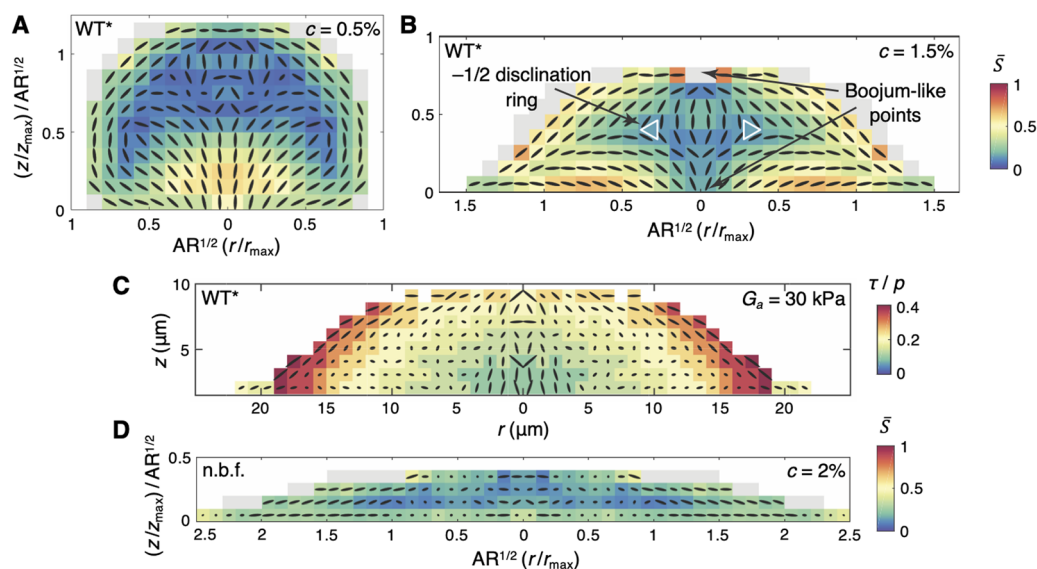 A
WT*
c = 0.5%
(z/zmax)/AR1/2
1
0.5
0
1
0.5
0
0.5
1
AR1/2 (r/rmax)
B
WT*
c = 1.5%
–1/2 disclination
ring
Boojum-like
points
1
0.5
0
1.5
1
0.5
0
0.5
1
1.5
AR1/2 (r/rmax)
S̄
1
0.5
0
C
WT*
Ga = 30 kPa
z (µm)
10
5
20
15
10
5
0
5
10
15
20
r (µm)
τ / p
0.4
0.2
0
D
n.b.f.
c = 2%
(z/zmax)/AR1/2
0.5
0
2.5
2
1.5
1
0.5
0
0.5
1
1.5
2
2.5
AR1/2 (r/rmax)
S̄
1
0.5
0